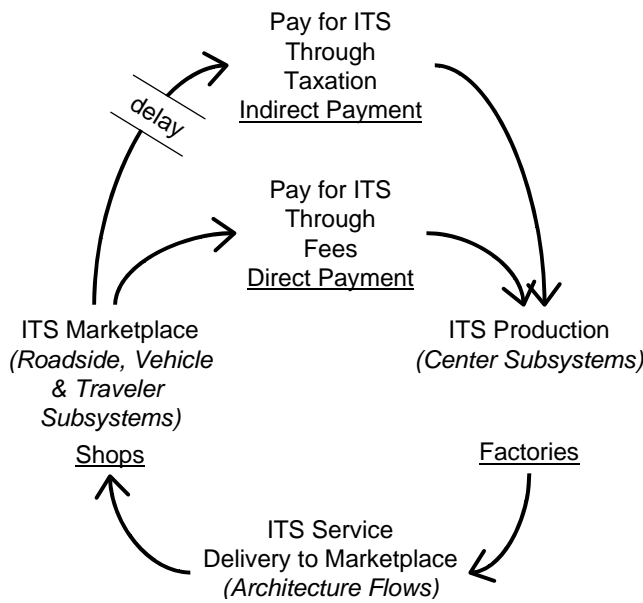 Pay for ITS
Through
Taxation
Indirect Payment
delay
Pay for ITS
Through
Fees
Direct Payment
ITS Marketplace
(Roadside, Vehicle
& Traveler
Subsystems)
Shops
ITS Production
(Center Subsystems)
Factories
ITS Service
Delivery to Marketplace
(Architecture Flows)